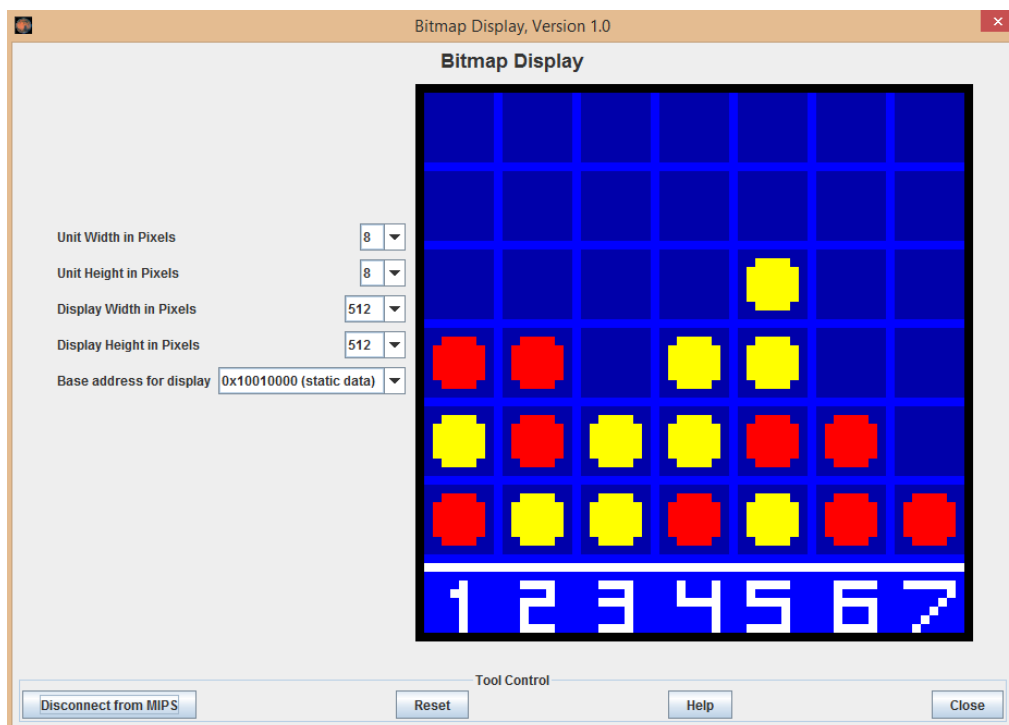 Bitmap Display, Version 1.0
Bitmap Display
Unit Width in Pixels 8
Unit Height in Pixels 8
Display Width in Pixels 512
Display Height in Pixels 512
Base address for display 0x10010000 (static data)
1 2 3 4 5 6 7
Tool Control
Disconnect from MIPS Reset Help Close